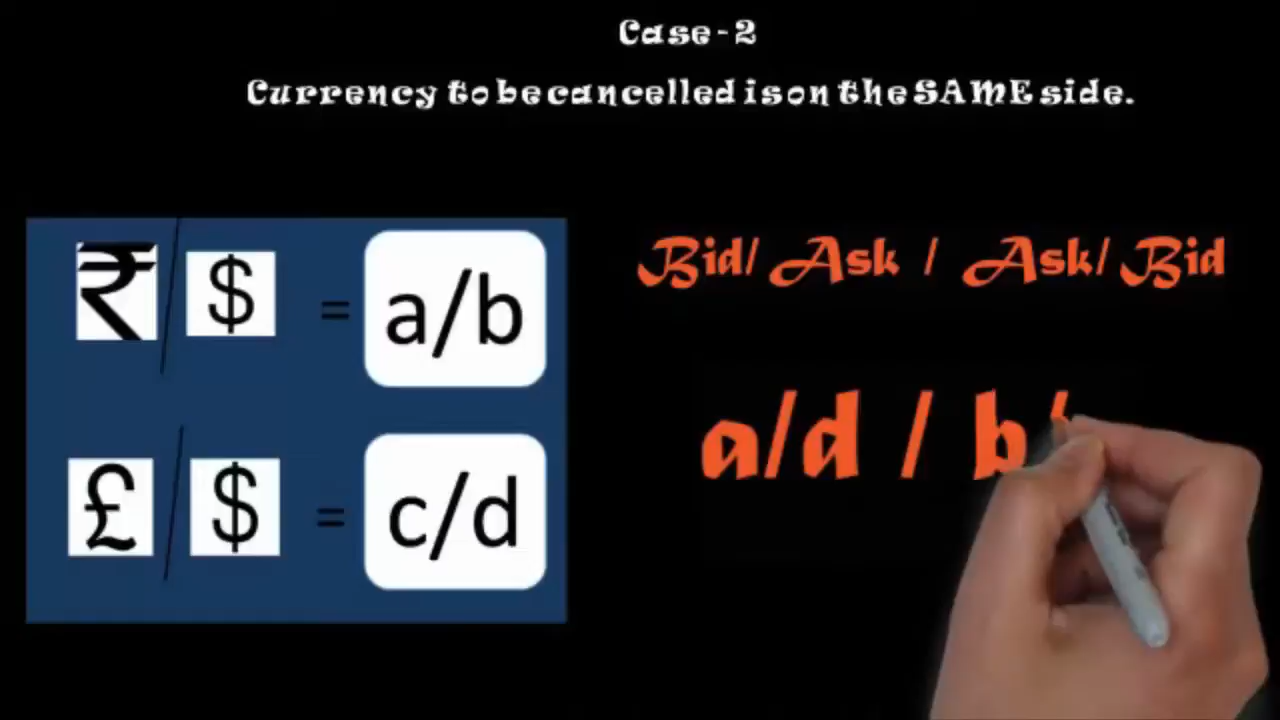 Case-2
Currency to be cancelled is on the SAME side.
₹/$ = a/b
Bid/Ask / Ask/Bid
a/d / b/
£/$ = c/d